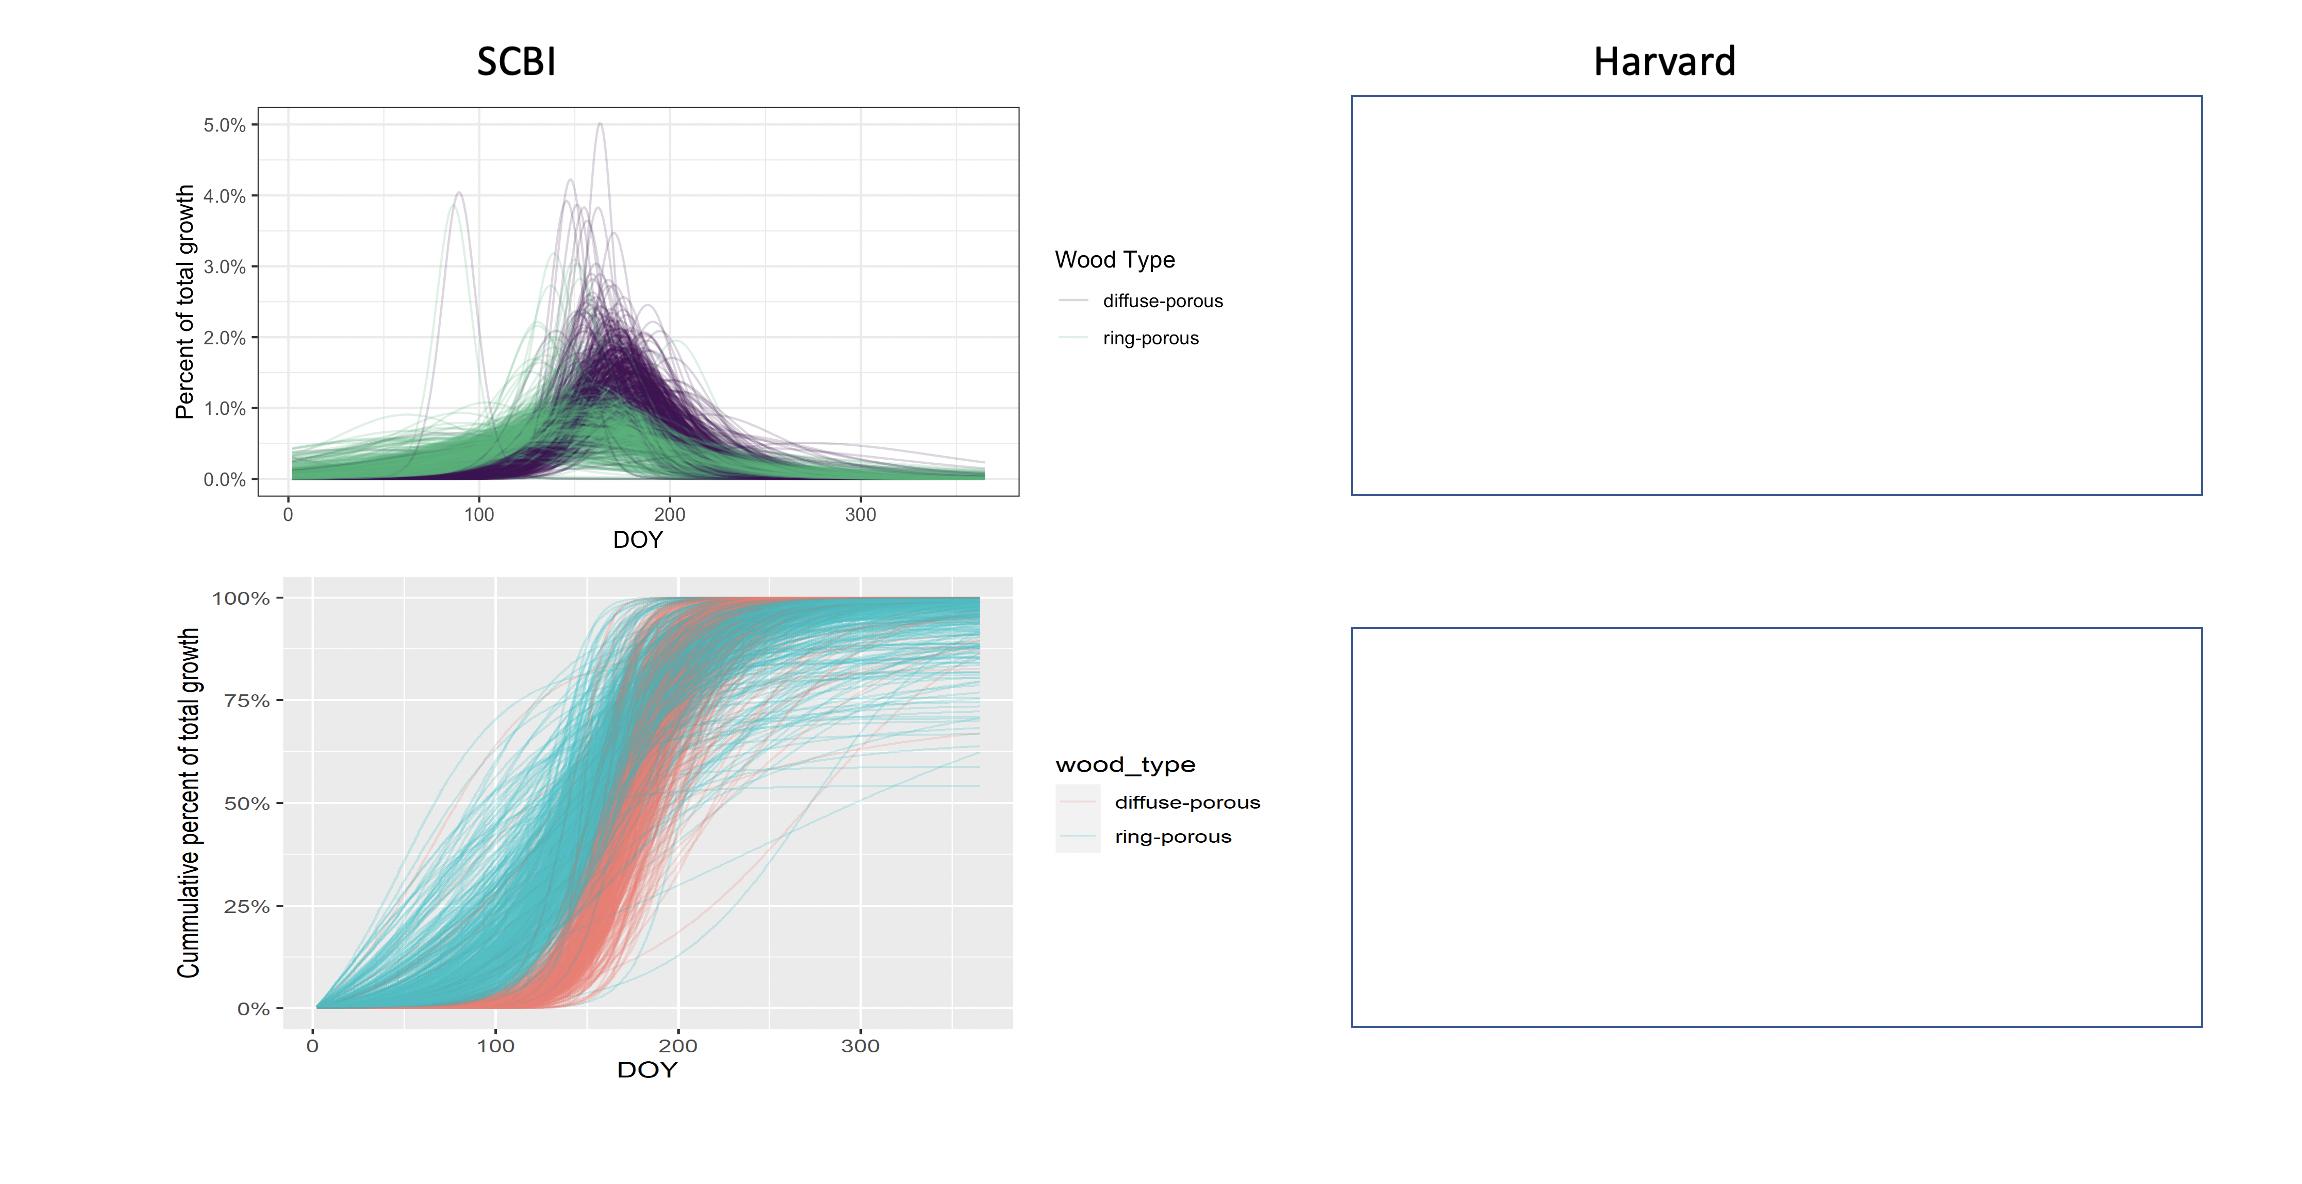 SCBI
Harvard
5.0%
4.0%
3.0%
2.0%
1.0%
0.0%
Percent of total growth
0 100 200 300
DOY
Wood Type
diffuse-porous
ring-porous
100%
75%
50%
25%
0%
Cummulative percent of total growth
0 100 200 300
DOY
wood_type
diffuse-porous
ring-porous